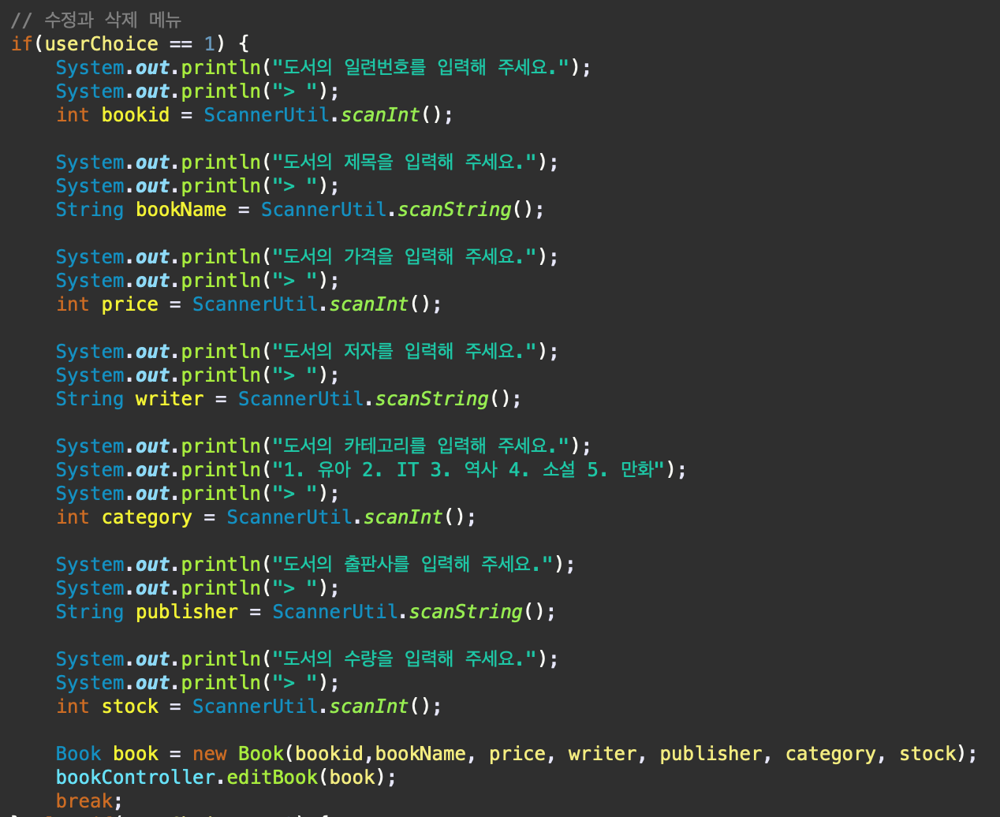 // 수정과 삭제 메뉴
if(userChoice == 1) {
System.out.println("도서의 일련번호를 입력해 주세요.");
System.out.println("> ");
int bookid = ScannerUtil.scanInt();
System.out.println("도서의 제목을 입력해 주세요.");
System.out.println("> ");
String bookName = ScannerUtil.scanString();
System.out.println("도서의 가격을 입력해 주세요.");
System.out.println("> ");
int price = ScannerUtil.scanInt();
System.out.println("도서의 저자를 입력해 주세요.");
System.out.println("> ");
String writer = ScannerUtil.scanString();
System.out.println("도서의 카테고리를 입력해 주세요.");
System.out.println("1. 유아 2. IT 3. 역사 4. 소설 5. 만화");
System.out.println("> ");
int category = ScannerUtil.scanInt();
System.out.println("도서의 출판사를 입력해 주세요.");
System.out.println("> ");
String publisher = ScannerUtil.scanString();
System.out.println("도서의 수량을 입력해 주세요.");
System.out.println("> ");
int stock = ScannerUtil.scanInt();
Book book = new Book(bookid,bookName, price, writer, publisher, category, stock);
bookController.editBook(book);
break;